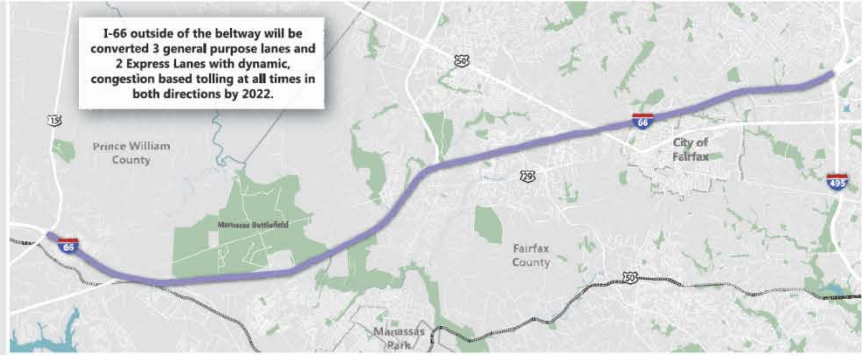 I-66 outside of the beltway will be
converted 3 general purpose lanes and
2 Express Lanes with dynamic,
congestion based tolling at all times in
both directions by 2022.
50
15
66
Prince William
County
City of
Fairfax
29
495
Manassas Battlefield
66
Fairfax
County
50
Manassas
Park